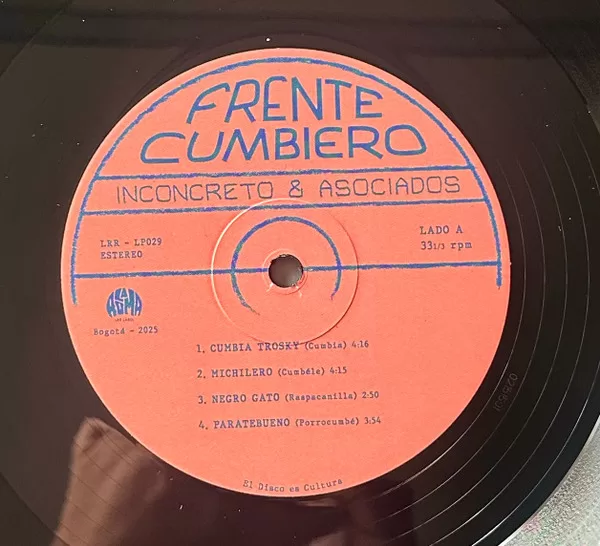 FRENTE
CUMBIERO
INCONCRETO & ASOCIADOS
LRR - LP029
ESTEREO
LADO A
33 1/3 rpm
Bogotá - 2025
1. CUMBIA TROSKY (Cumbia) 4:16
2. MICHILERO (Cumbéle) 4:15
3. NEGRO GATO (Raspacanilla) 2:50
4. PARATEBUENO (Porrocumbé) 3:54
El Disco es Cultura